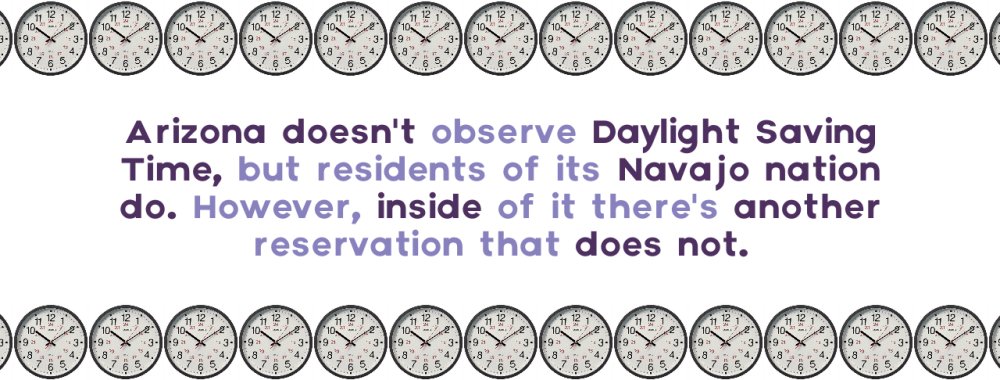 Arizona doesn't observe Daylight Saving
Time, but residents of its Navajo nation
do. However, inside of it there's another
reservation that does not.